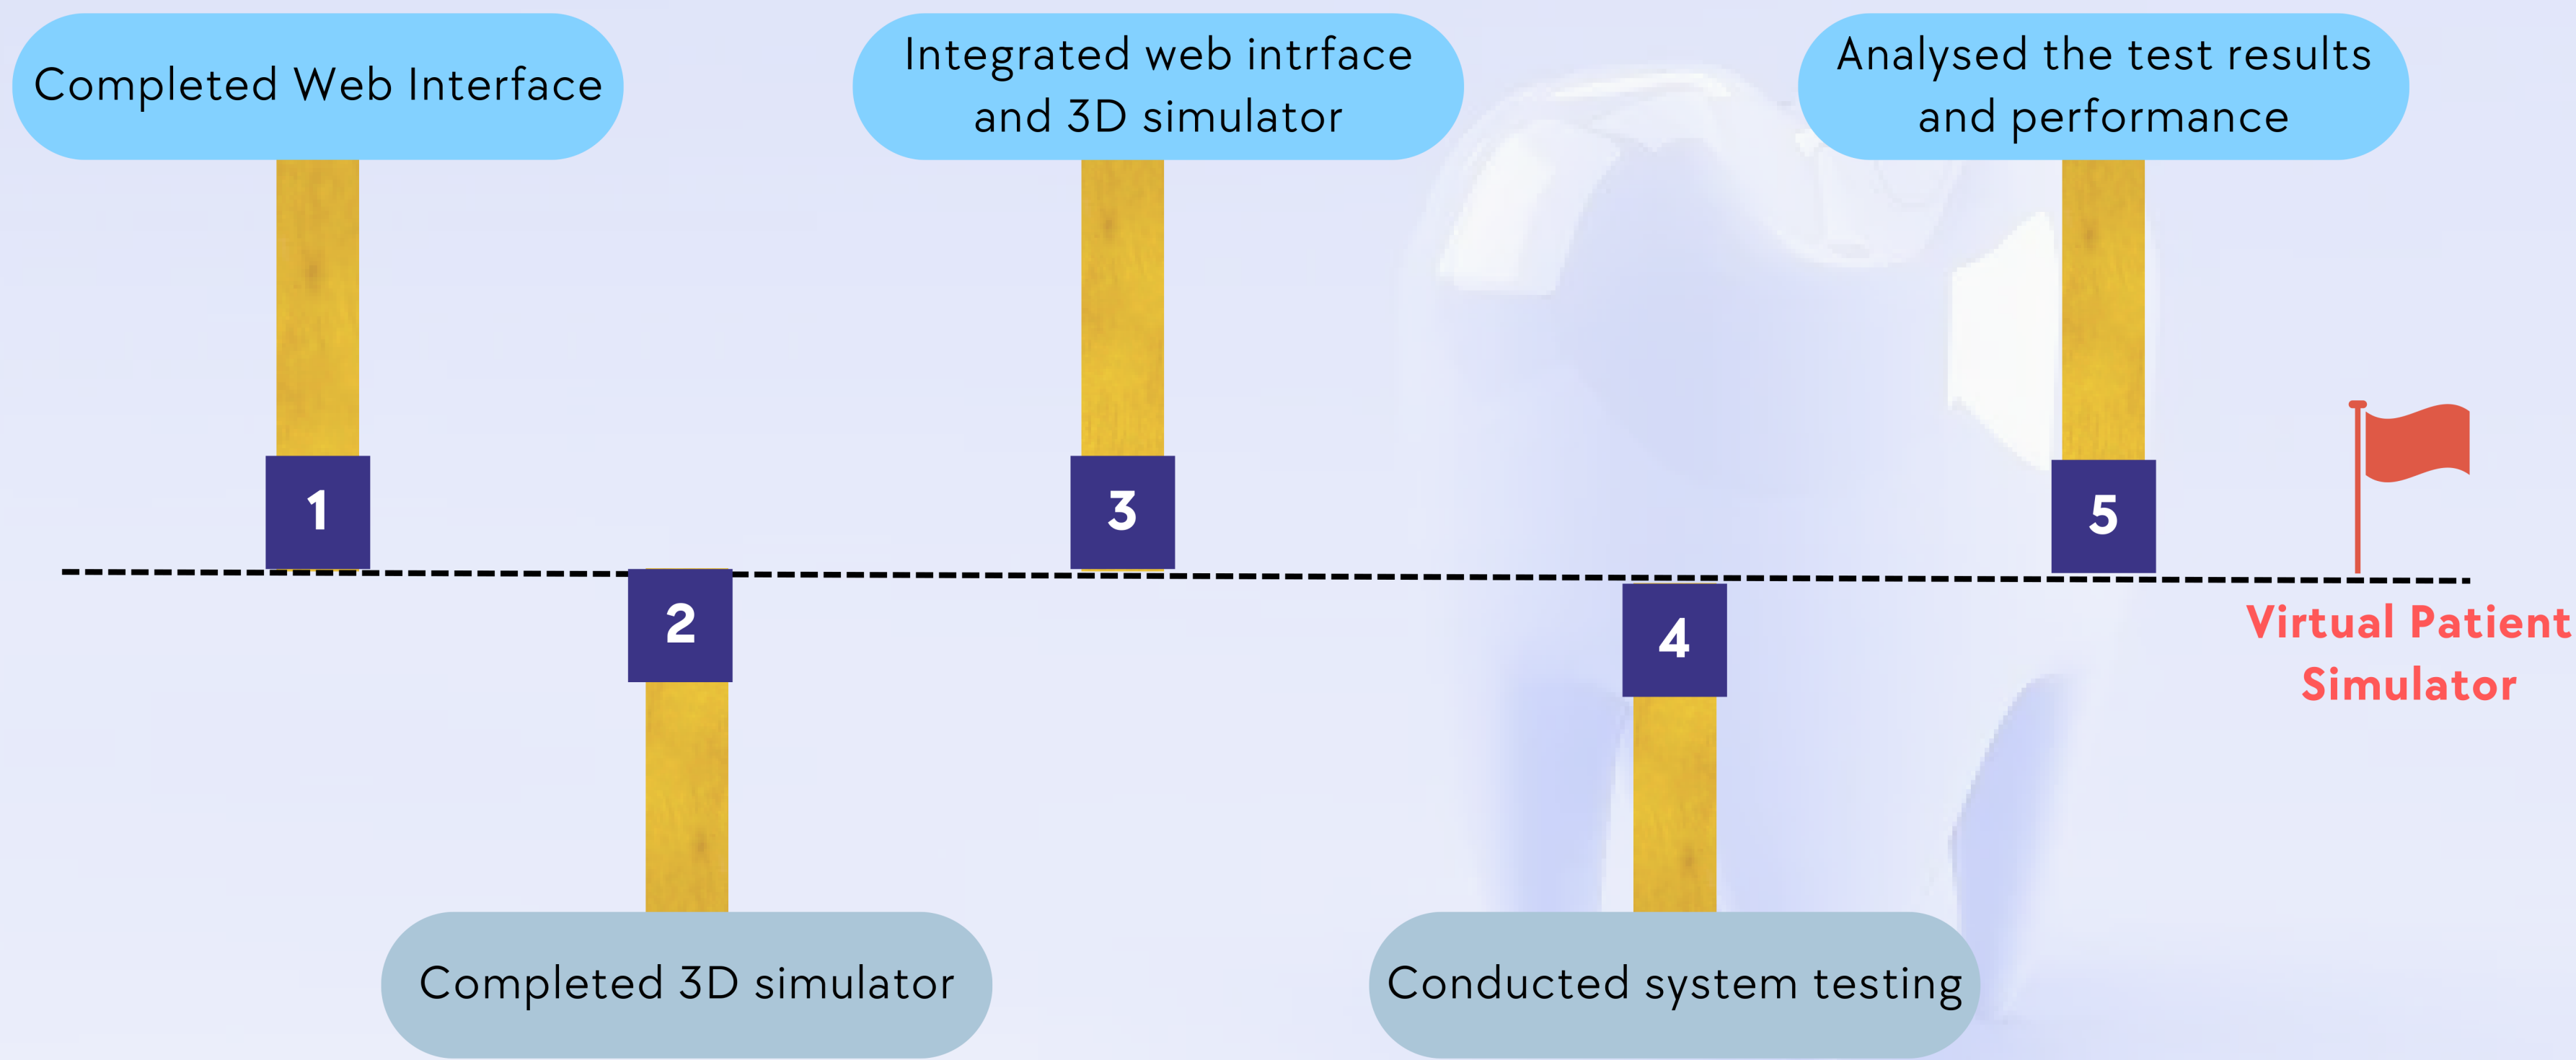 Completed Web Interface
1
2
Completed 3D simulator
Integrated web intrface
and 3D simulator
3
4
Conducted system testing
Analysed the test results
and performance
5
Virtual Patient
Simulator